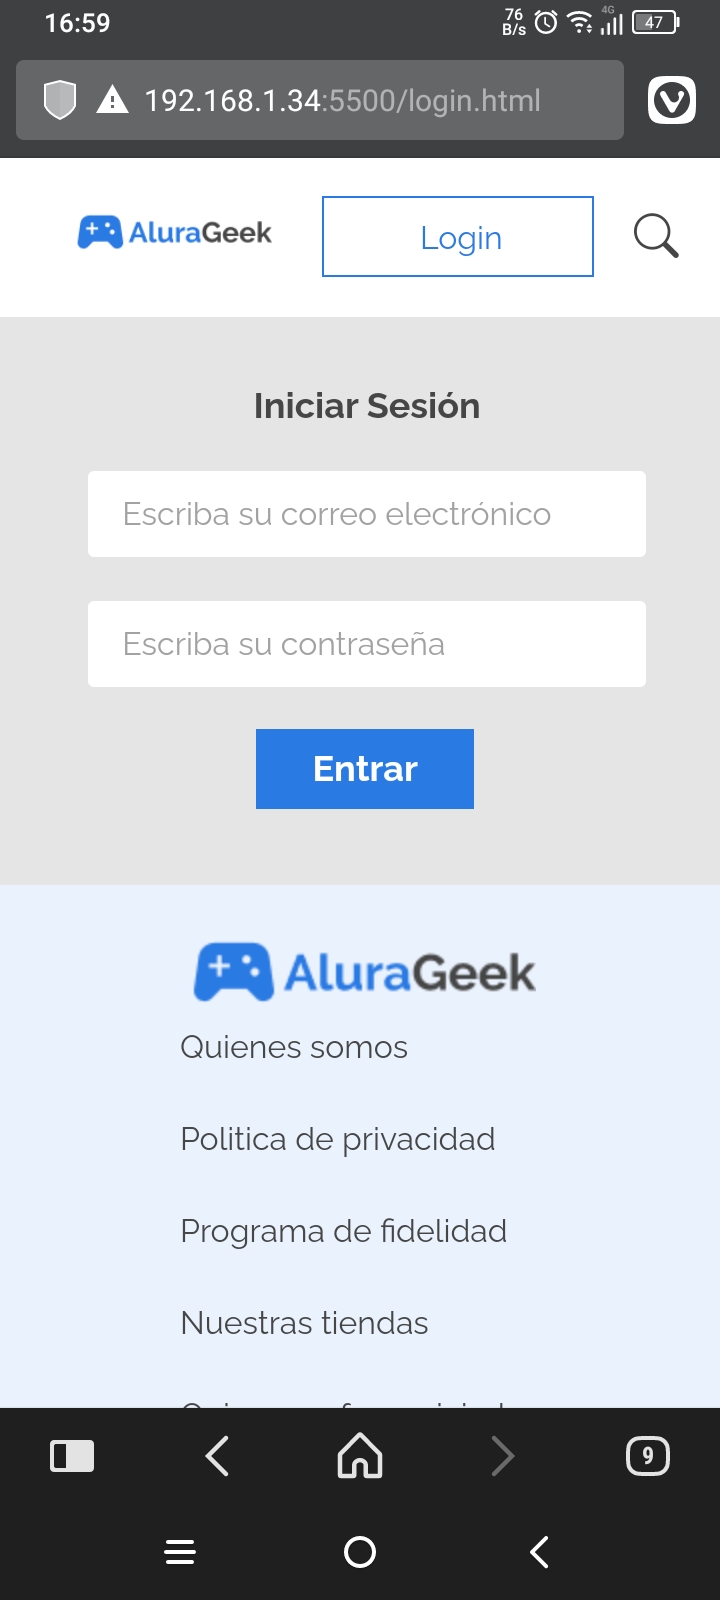 16:59
76
B/s
4G
47
192.168.1.34:5500/login.html
AluraGeek
Login
Iniciar Sesión
Escriba su correo electrónico
Escriba su contraseña
Entrar
AluraGeek
Quienes somos
Politica de privacidad
Programa de fidelidad
Nuestras tiendas
9